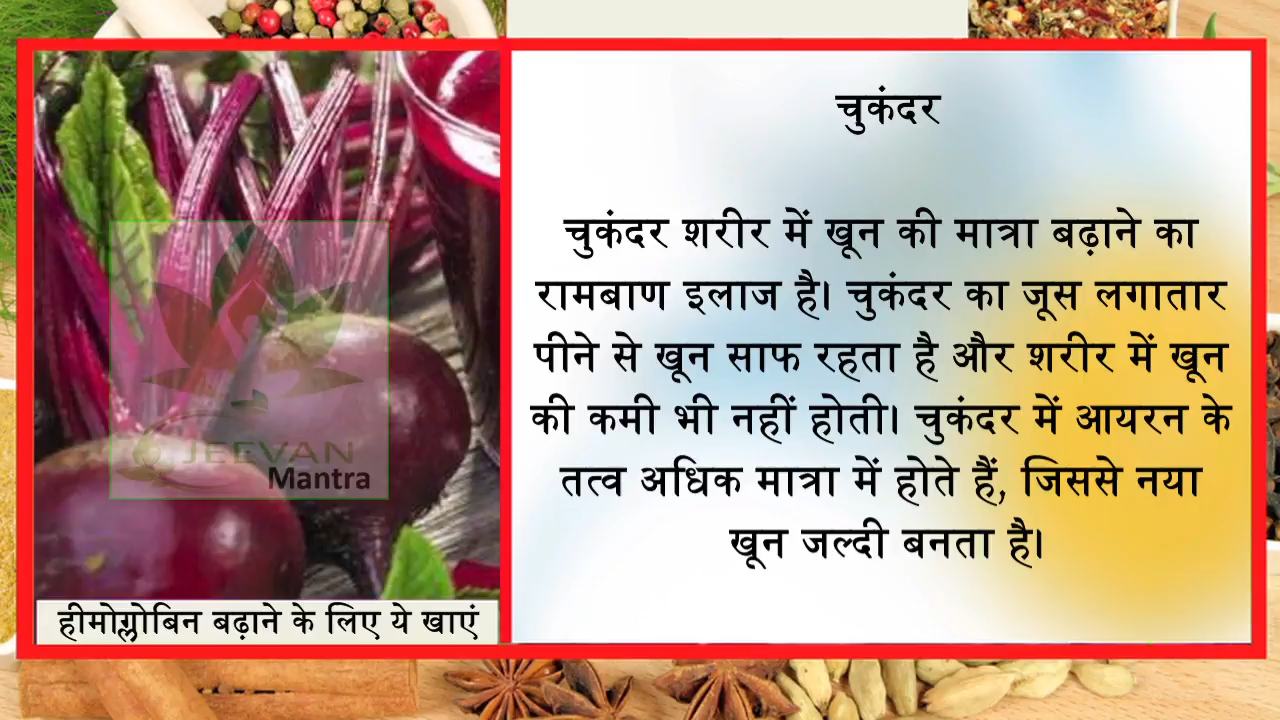 चुकंदर
चुकंदर शरीर में खून की मात्रा बढ़ाने का
रामबाण इलाज है। चुकंदर का जूस लगातार
पीने से खून साफ रहता है और शरीर में खून
की कमी भी नहीं होती। चुकंदर में आयरन के
तत्व अधिक मात्रा में होते हैं, जिससे नया
खून जल्दी बनता है।
JEEVAN
Mantra
हीमोग्लोबिन बढ़ाने के लिए ये खाएं